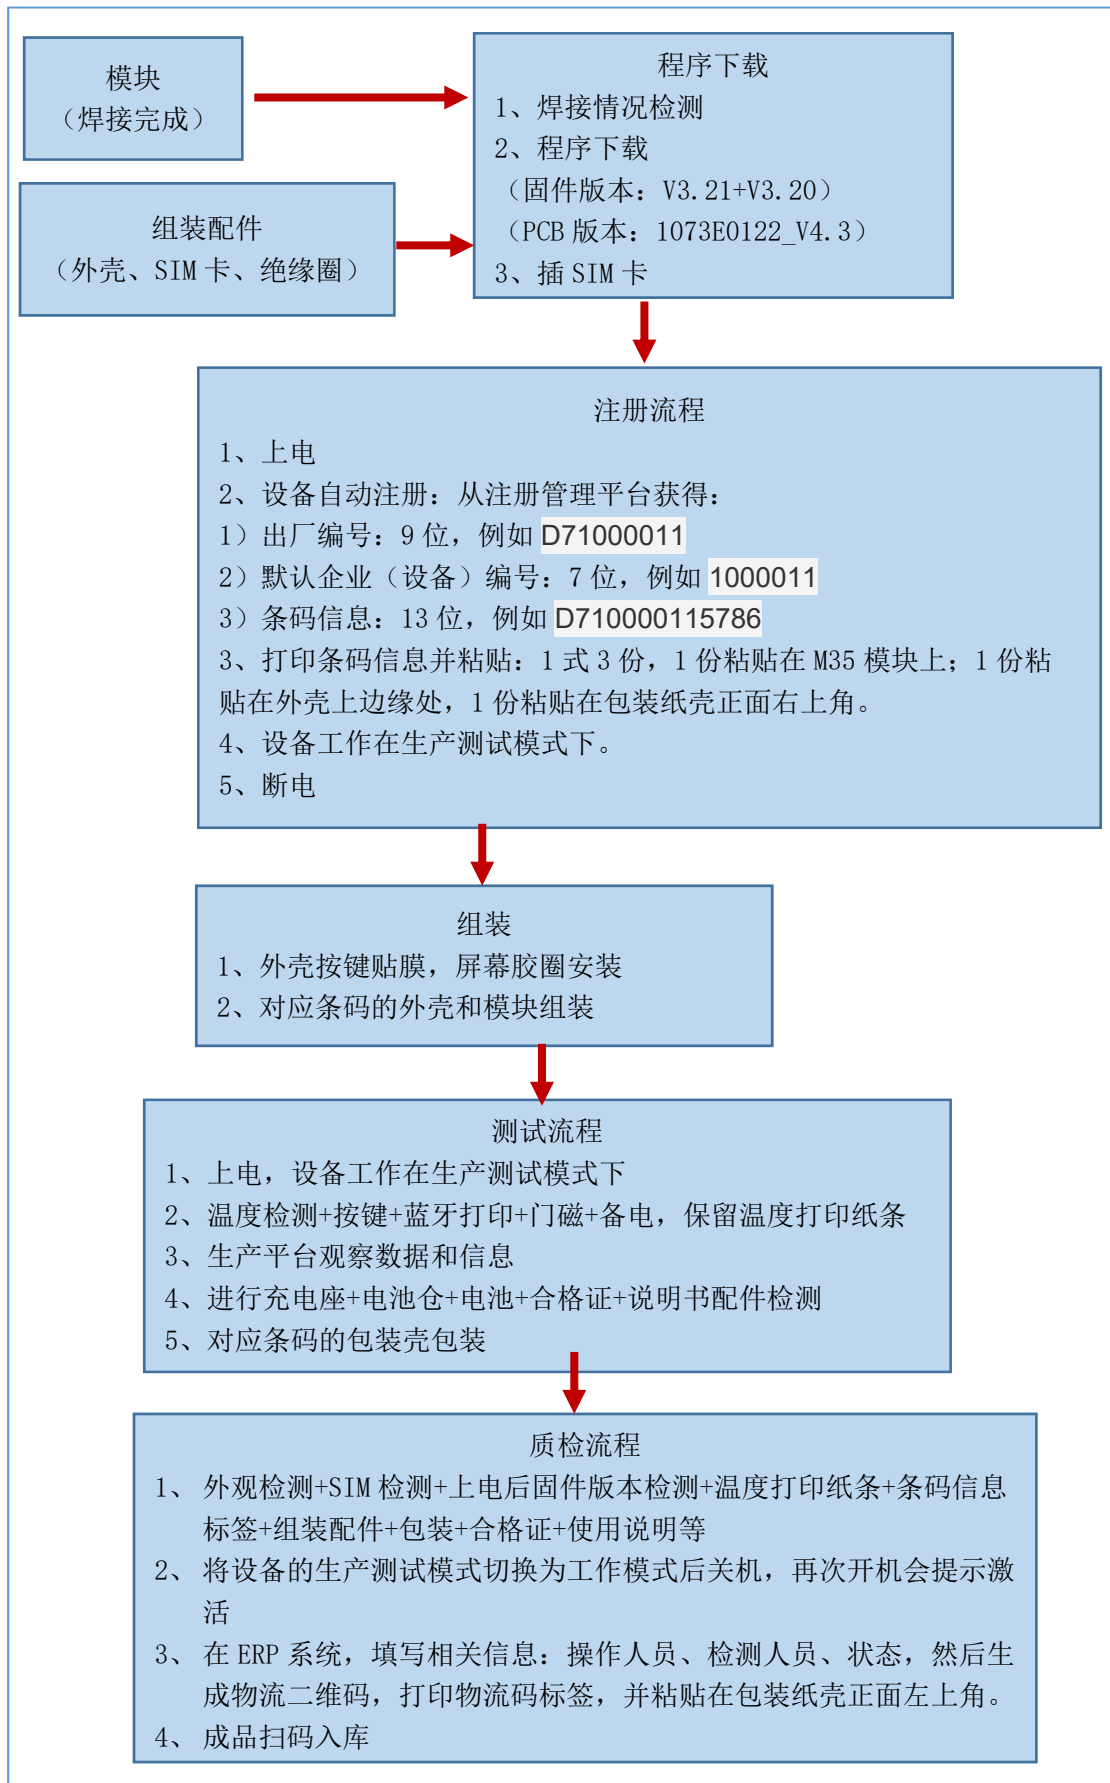 模块
（焊接完成）
程序下载
1、焊接情况检测
2、程序下载
（固件版本：V3.21+V3.20）
（PCB 版本：1073E0122_V4.3）
3、插 SIM 卡
组装配件
（外壳、SIM 卡、绝缘圈）
注册流程
1、上电
2、设备自动注册：从注册管理平台获得：
1）出厂编号：9 位，例如 D71000011
2）默认企业（设备）编号：7 位，例如 1000011
3）条码信息：13 位，例如 D710000115786
3、打印条码信息并粘贴：1 式 3 份，1 份粘贴在 M35 模块上；1 份粘
贴在外壳上边缘处，1 份粘贴在包装纸壳正面右上角。
4、设备工作在生产测试模式下。
5、断电
组装
1、外壳按键贴膜，屏幕胶圈安装
2、对应条码的外壳和模块组装
测试流程
1、上电，设备工作在生产测试模式下
2、温度检测+按键+蓝牙打印+门磁+备电，保留温度打印纸条
3、生产平台观察数据和信息
4、进行充电座+电池仓+电池+合格证+说明书配件检测
5、对应条码的包装壳包装
质检流程
1、 外观检测+SIM 检测+上电后固件版本检测+温度打印纸条+条码信息
标签+组装配件+包装+合格证+使用说明等
2、 将设备的生产测试模式切换为工作模式后关机，再次开机会提示激
活
3、 在 ERP 系统，填写相关信息：操作人员、检测人员、状态，然后生
成物流二维码，打印物流码标签，并粘贴在包装纸壳正面左上角。
4、 成品扫码入库